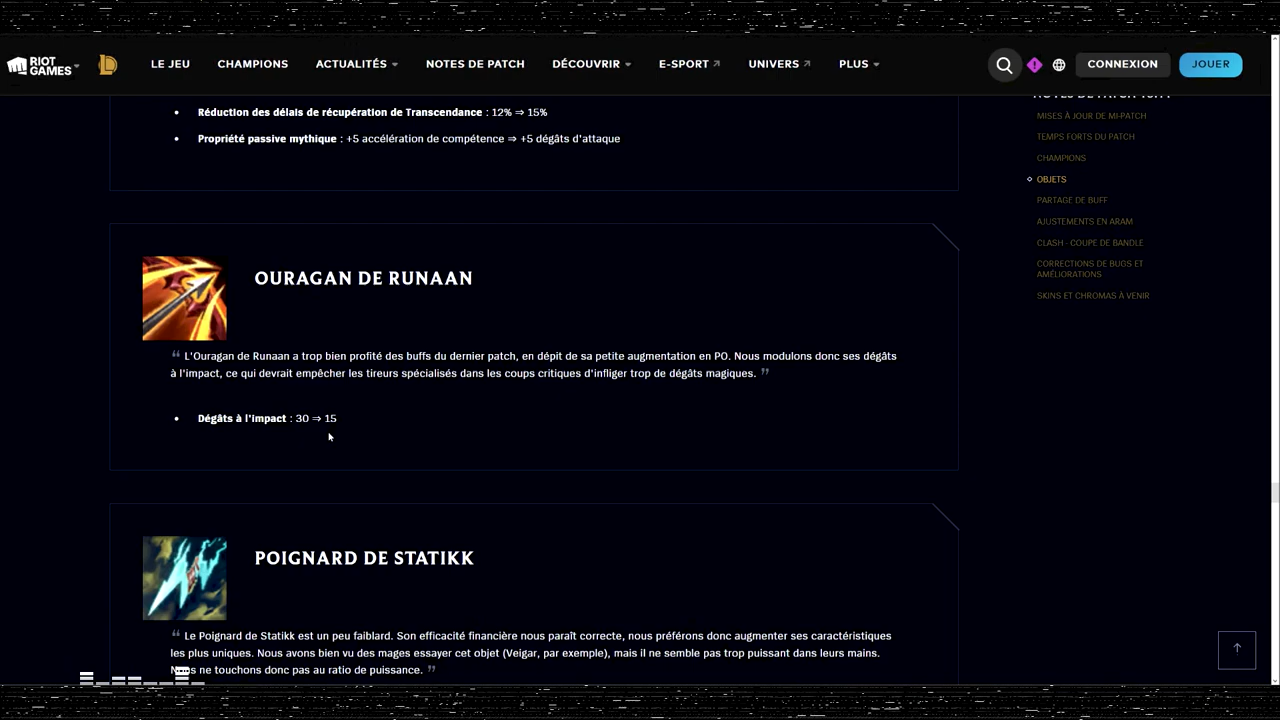 RIOT GAMES LE JEU CHAMPIONS ACTUALITÉS NOTES DE PATCH DÉCOUVRIR E-SPORT UNIVERS PLUS CONNEXION JOUER
Réduction des délais de récupération de Transcendance : 12% ⇒ 15%
Propriété passive mythique : +5 accélération de compétence ⇒ +5 dégâts d'attaque
OURAGAN DE RUNAAN
“ L'Ouragan de Runaan a trop bien profité des buffs du dernier patch, en dépit de sa petite augmentation en PO. Nous modulons donc ses dégâts
à l'impact, ce qui devrait empêcher les tireurs spécialisés dans les coups critiques d'infliger trop de dégâts magiques. ”
Dégâts à l'impact : 30 ⇒ 15
POIGNARD DE STATIKK
“ Le Poignard de Statikk est un peu faiblard. Son efficacité financière nous paraît correcte, nous préférons donc augmenter ses caractéristiques
les plus uniques. Nous avons bien vu des mages essayer cet objet (Veigar, par exemple), mais il ne semble pas trop puissant dans leurs mains.
Nous ne touchons donc pas au ratio de puissance. ”
NOTES DE PATCH
MISES À JOUR DE MI-PATCH
TEMPS FORTS DU PATCH
CHAMPIONS
OBJETS
PARTAGE DE BUFF
AJUSTEMENTS EN ARAM
CLASH - COUPE DE BANDLE
CORRECTIONS DE BUGS ET
AMÉLIORATIONS
SKINS ET CHROMAS À VENIR